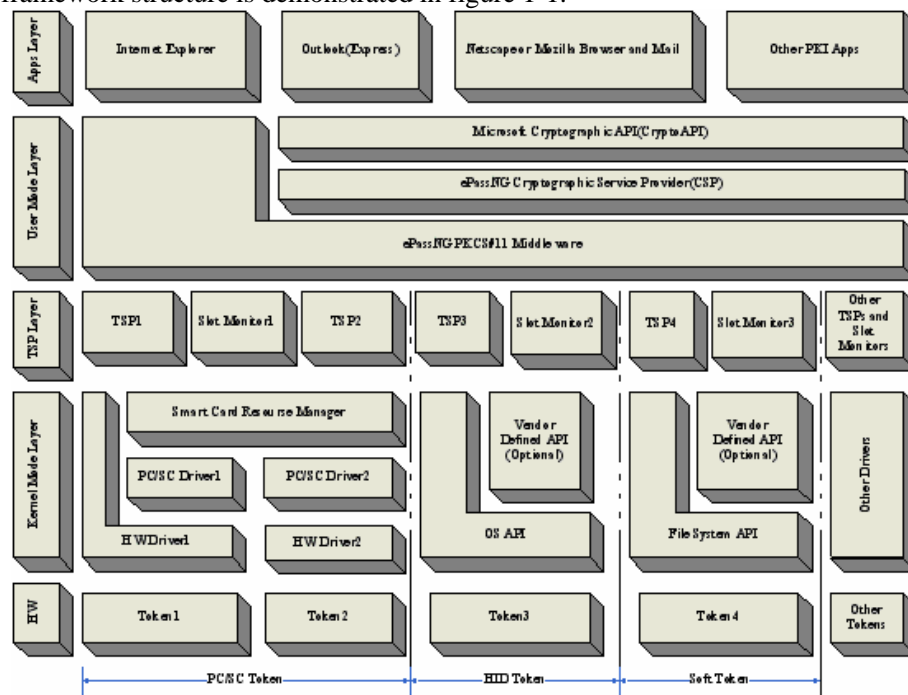 framework structure is demonstrated in figure 1-1.
Apps Layer
Internet Explorer
Outlook(Express)
Netscapeor Mozilla Browser and Mail
Other PKI Apps
User Mode Layer
Microsoft Cryptographic API(CryptoAPI)
ePassNG Cryptographic Service Provider(CSP)
ePassNG PKCS#11 Middle ware
TSP Layer
TSP1
Slot Monitor1
TSP2
TSP3
Slot Monitor2
TSP4
Slot Monitor3
Other
TSPs and
Slot
Monitors
Kernel Mode Layer
Smart Card Resourse Manager
PC/SC Driver1
PC/SC Driver2
HWDriver1
HWDriver2
Vendor
Defined API
(Optional)
OS API
Vendor
Defined API
(Optional)
File System API
Other Drivers
HW
Token1
Token2
Token3
Token4
Other
Tokens
PC/SC Token
HID Token
Soft Token